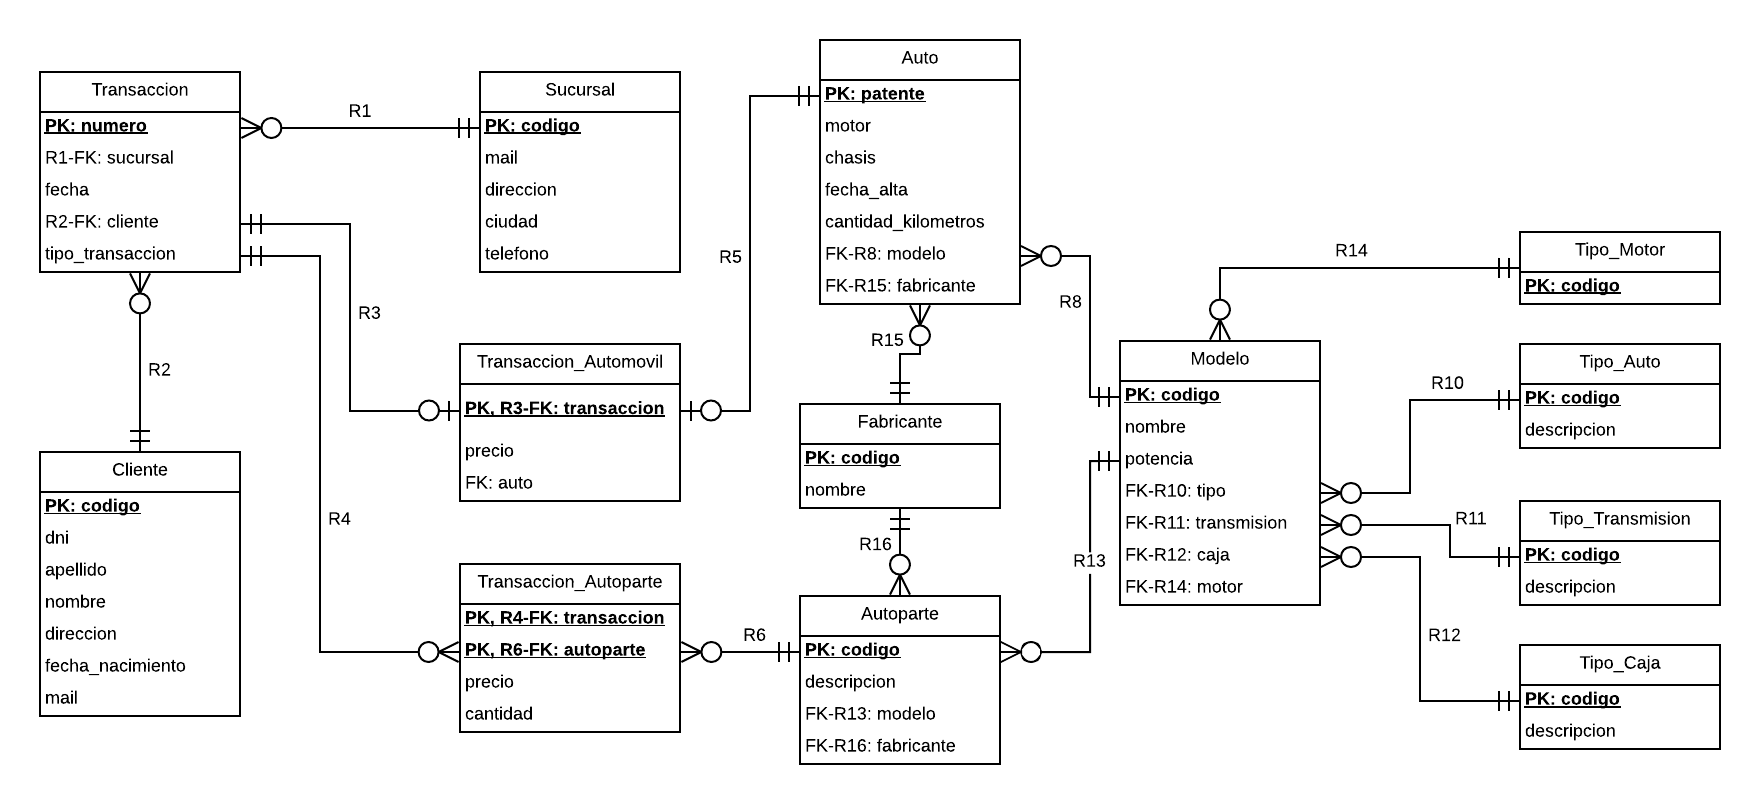 Transaccion
PK: numero
R1-FK: sucursal
fecha
R2-FK: cliente
tipo_transaccion
R1
Sucursal
PK: codigo
mail
direccion
ciudad
telefono
R2
R3
R4
Cliente
PK: codigo
dni
apellido
nombre
direccion
fecha_nacimiento
mail
Transaccion_Automovil
PK, R3-FK: transaccion
precio
FK: auto
Transaccion_Autoparte
PK, R4-FK: transaccion
PK, R6-FK: autoparte
precio
cantidad
R5
R6
Auto
PK: patente
motor
chasis
fecha_alta
cantidad_kilometros
FK-R8: modelo
FK-R15: fabricante
R15
Fabricante
PK: codigo
nombre
R16
Autoparte
PK: codigo
descripcion
FK-R13: modelo
FK-R16: fabricante
R8
R13
Modelo
PK: codigo
nombre
potencia
FK-R10: tipo
FK-R11: transmision
FK-R12: caja
FK-R14: motor
R14
R10
R11
R12
Tipo_Motor
PK: codigo
Tipo_Auto
PK: codigo
descripcion
Tipo_Transmision
PK: codigo
descripcion
Tipo_Caja
PK: codigo
descripcion